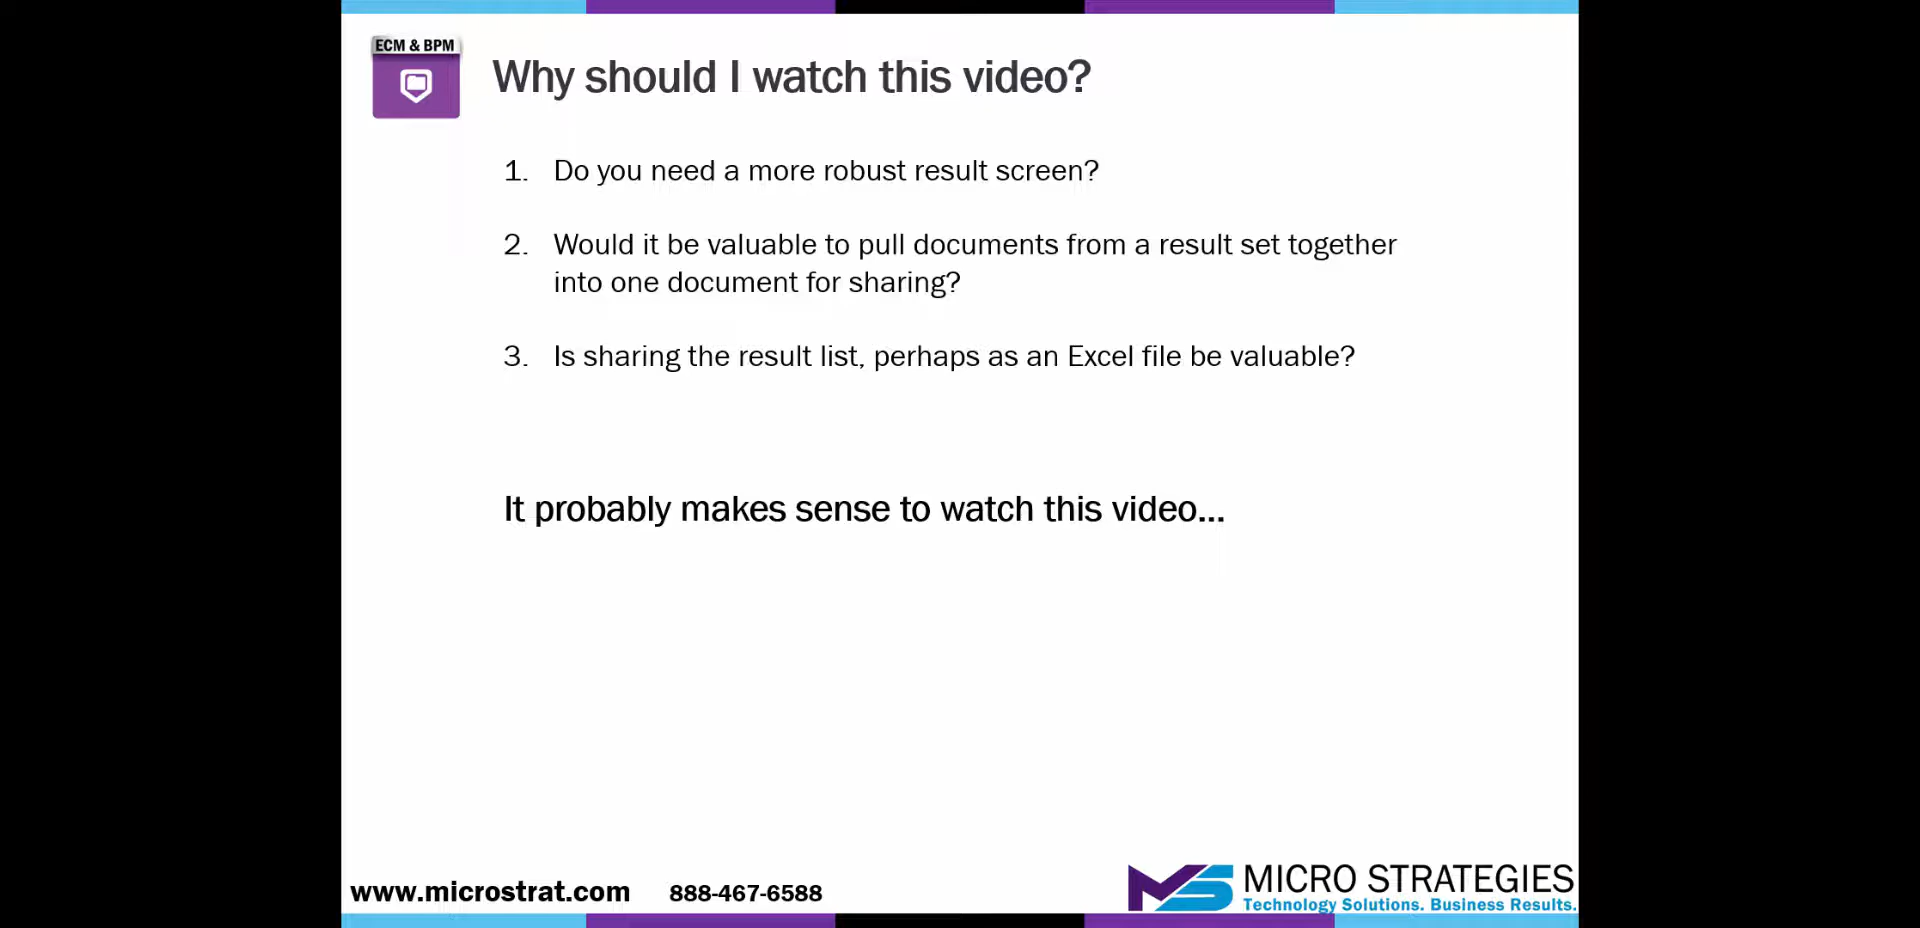 ECM & BPM
Why should I watch this video?
1. Do you need a more robust result screen?
2. Would it be valuable to pull documents from a result set together
into one document for sharing?
3. Is sharing the result list, perhaps as an Excel file be valuable?
It probably makes sense to watch this video...
www.microstrat.com 888-467-6588
MS MICRO STRATEGIES
Technology Solutions. Business Results.